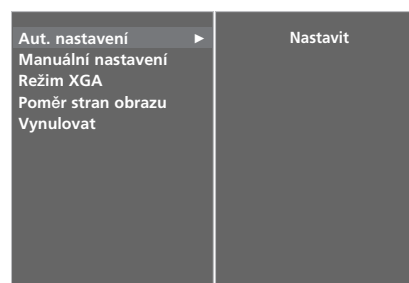 Aut. nastavení ►
Nastavit
Manuální nastavení
Režim XGA
Poměr stran obrazu
Vynulovat